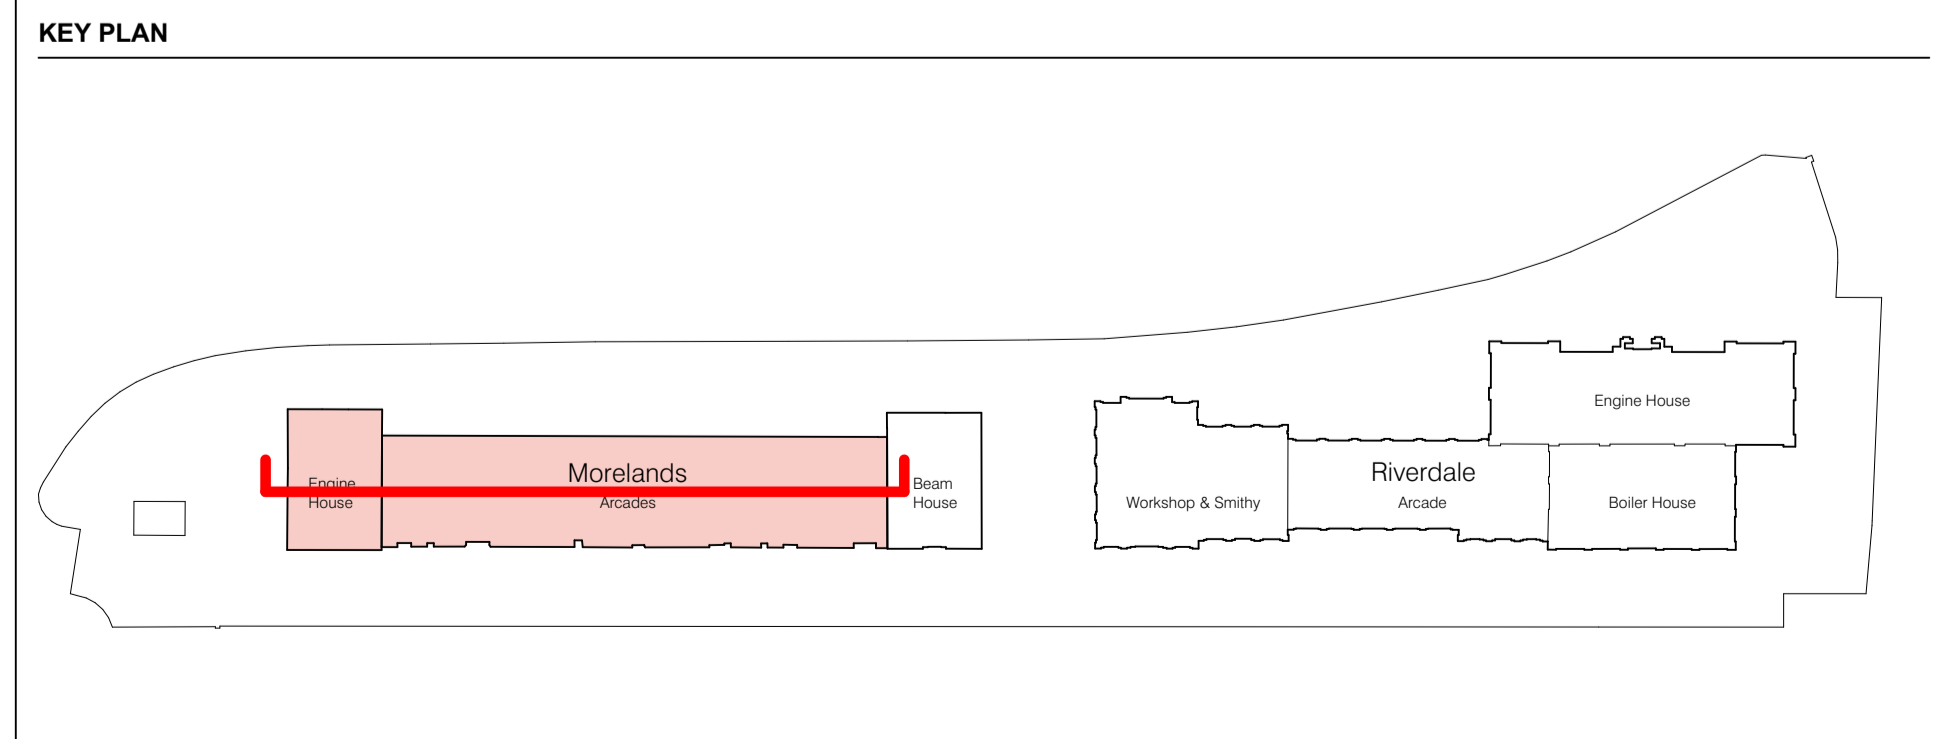 KEY PLAN
Engine House
Morelands
Riverdale
Engine
House
Arcades
Beam
House
Workshop & Smithy
Arcade
Boiler House